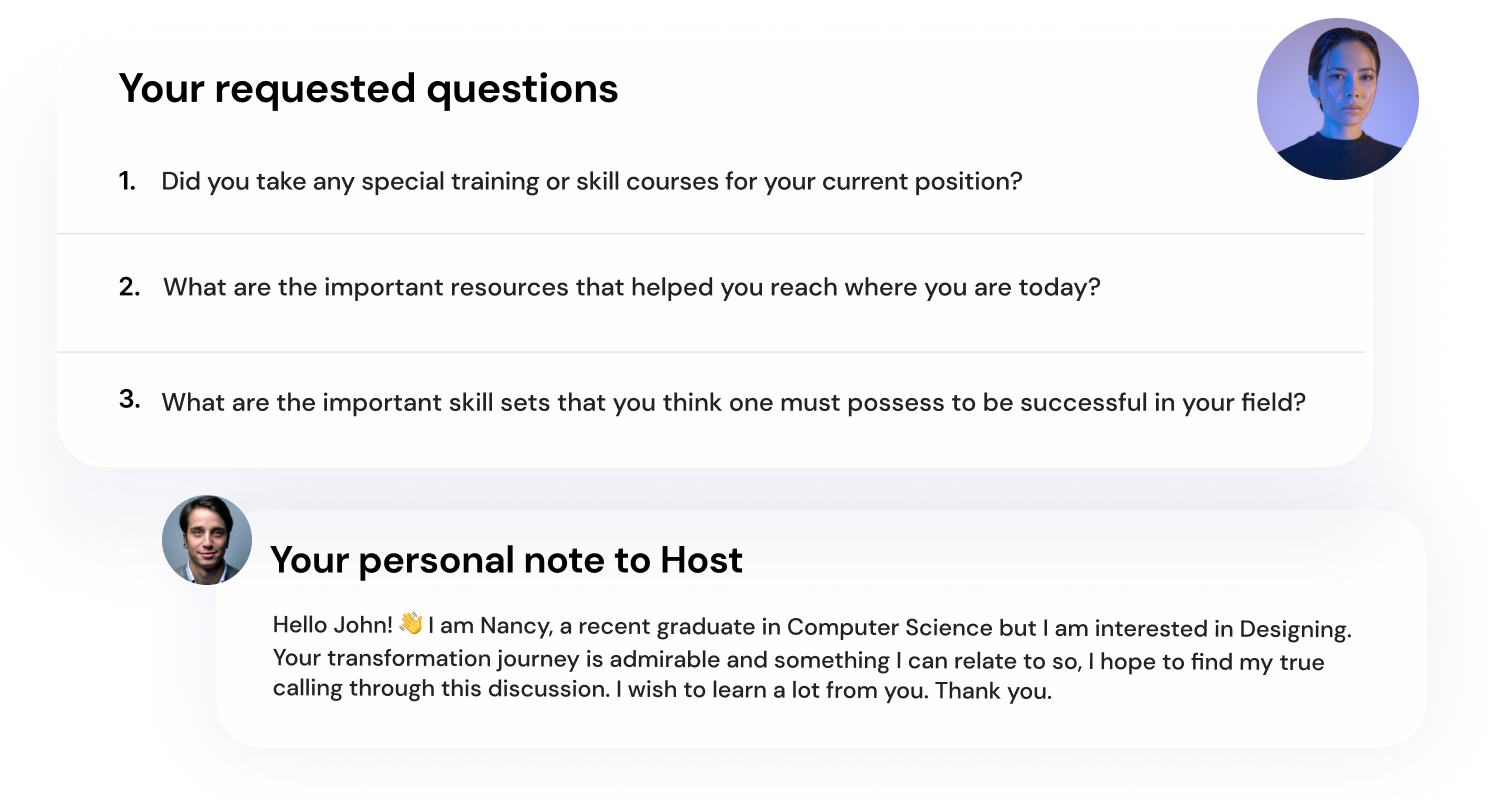 Your requested questions
1. Did you take any special training or skill courses for your current position?
2. What are the important resources that helped you reach where you are today?
3. What are the important skill sets that you think one must possess to be successful in your field?
Your personal note to Host
Hello John! 👋 I am Nancy, a recent graduate in Computer Science but I am interested in Designing.
Your transformation journey is admirable and something I can relate to so, I hope to find my true
calling through this discussion. I wish to learn a lot from you. Thank you.